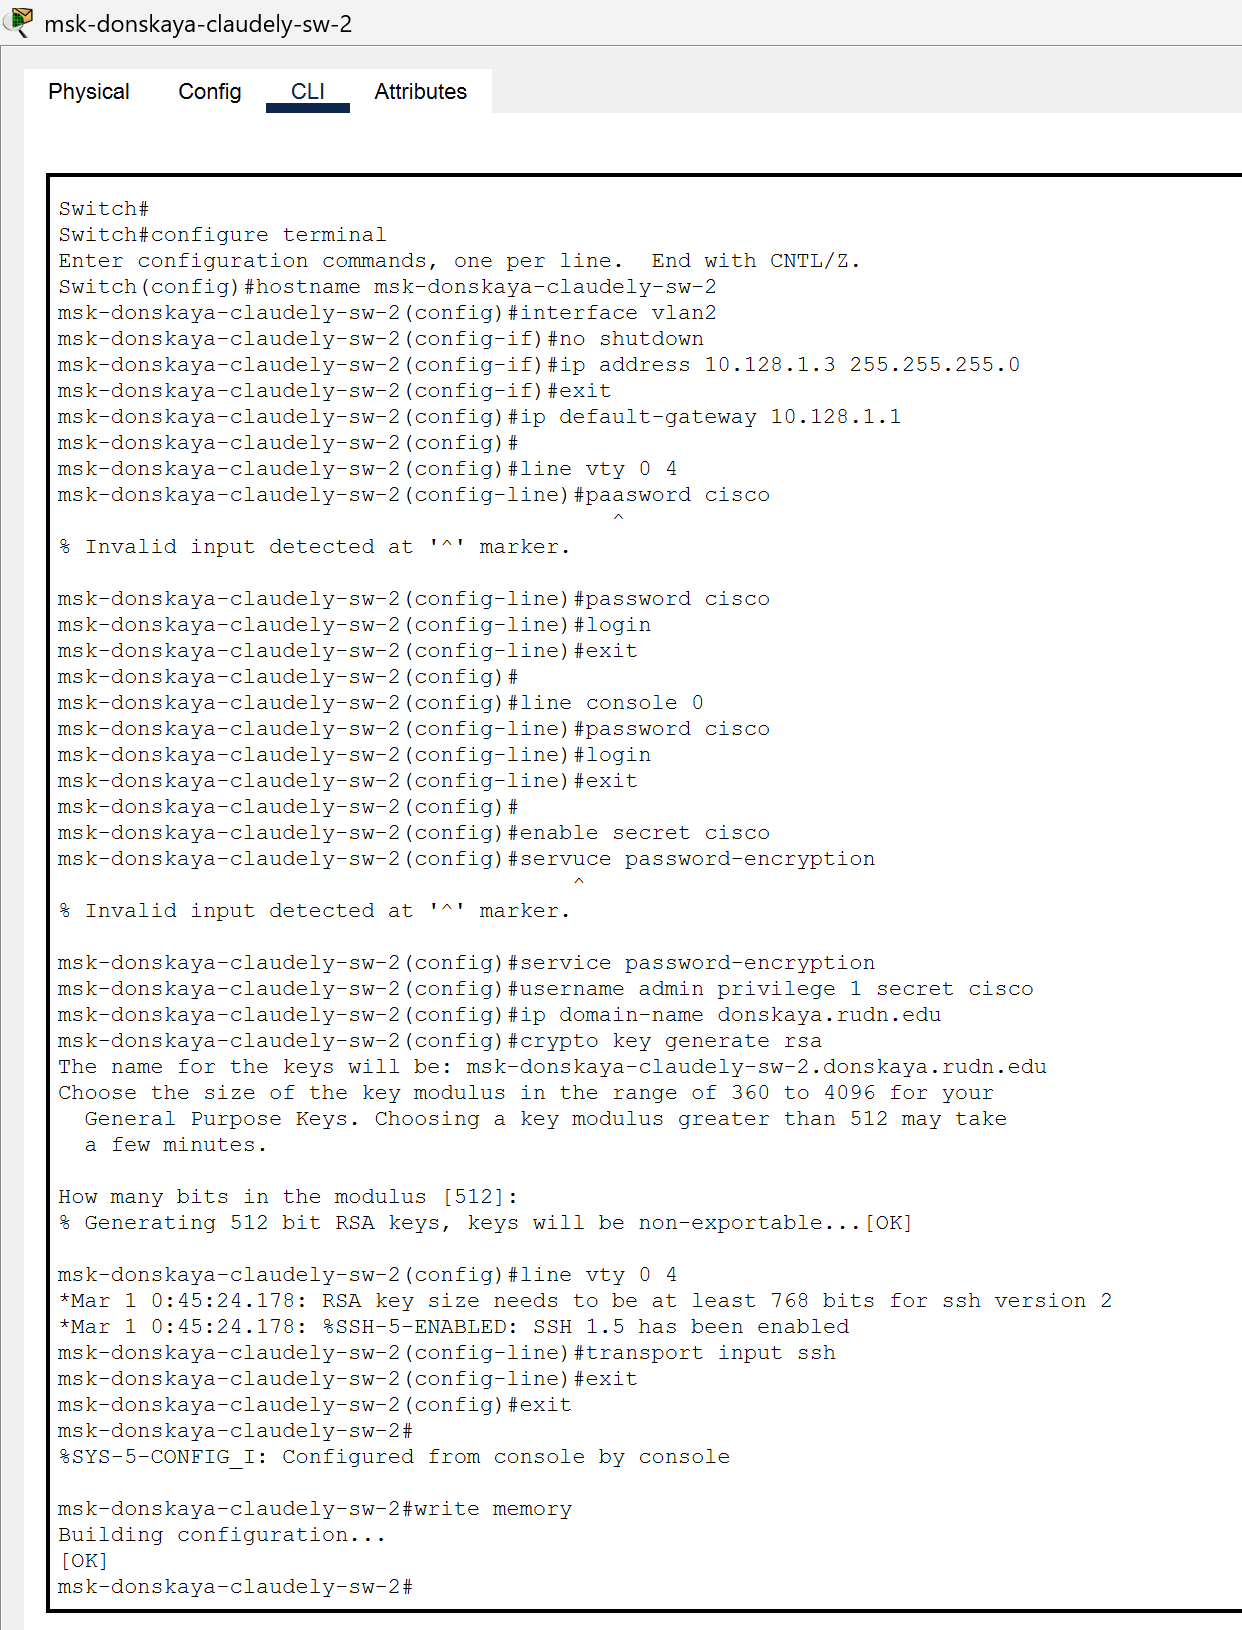 msk-donskaya-claudely-sw-2
Physical Config CLI Attributes
Switch#
Switch#configure terminal
Enter configuration commands, one per line.  End with CNTL/Z.
Switch(config)#hostname msk-donskaya-claudely-sw-2
msk-donskaya-claudely-sw-2(config)#interface vlan2
msk-donskaya-claudely-sw-2(config-if)#no shutdown
msk-donskaya-claudely-sw-2(config-if)#ip address 10.128.1.3 255.255.255.0
msk-donskaya-claudely-sw-2(config-if)#exit
msk-donskaya-claudely-sw-2(config)#ip default-gateway 10.128.1.1
msk-donskaya-claudely-sw-2(config)#
msk-donskaya-claudely-sw-2(config)#line vty 0 4
msk-donskaya-claudely-sw-2(config-line)#paasword cisco
^
% Invalid input detected at '^' marker.
msk-donskaya-claudely-sw-2(config-line)#password cisco
msk-donskaya-claudely-sw-2(config-line)#login
msk-donskaya-claudely-sw-2(config-line)#exit
msk-donskaya-claudely-sw-2(config)#
msk-donskaya-claudely-sw-2(config)#line console 0
msk-donskaya-claudely-sw-2(config-line)#password cisco
msk-donskaya-claudely-sw-2(config-line)#login
msk-donskaya-claudely-sw-2(config-line)#exit
msk-donskaya-claudely-sw-2(config)#
msk-donskaya-claudely-sw-2(config)#enable secret cisco
msk-donskaya-claudely-sw-2(config)#servuce password-encryption
^
% Invalid input detected at '^' marker.
msk-donskaya-claudely-sw-2(config)#service password-encryption
msk-donskaya-claudely-sw-2(config)#username admin privilege 1 secret cisco
msk-donskaya-claudely-sw-2(config)#ip domain-name donskaya.rudn.edu
msk-donskaya-claudely-sw-2(config)#crypto key generate rsa
The name for the keys will be: msk-donskaya-claudely-sw-2.donskaya.rudn.edu
Choose the size of the key modulus in the range of 360 to 4096 for your
General Purpose Keys. Choosing a key modulus greater than 512 may take
a few minutes.
How many bits in the modulus [512]:
% Generating 512 bit RSA keys, keys will be non-exportable...[OK]
msk-donskaya-claudely-sw-2(config)#line vty 0 4
*Mar 1 0:45:24.178: RSA key size needs to be at least 768 bits for ssh version 2
*Mar 1 0:45:24.178: %SSH-5-ENABLED: SSH 1.5 has been enabled
msk-donskaya-claudely-sw-2(config-line)#transport input ssh
msk-donskaya-claudely-sw-2(config-line)#exit
msk-donskaya-claudely-sw-2(config)#exit
msk-donskaya-claudely-sw-2#
%SYS-5-CONFIG_I: Configured from console by console
msk-donskaya-claudely-sw-2#write memory
Building configuration...
[OK]
msk-donskaya-claudely-sw-2#